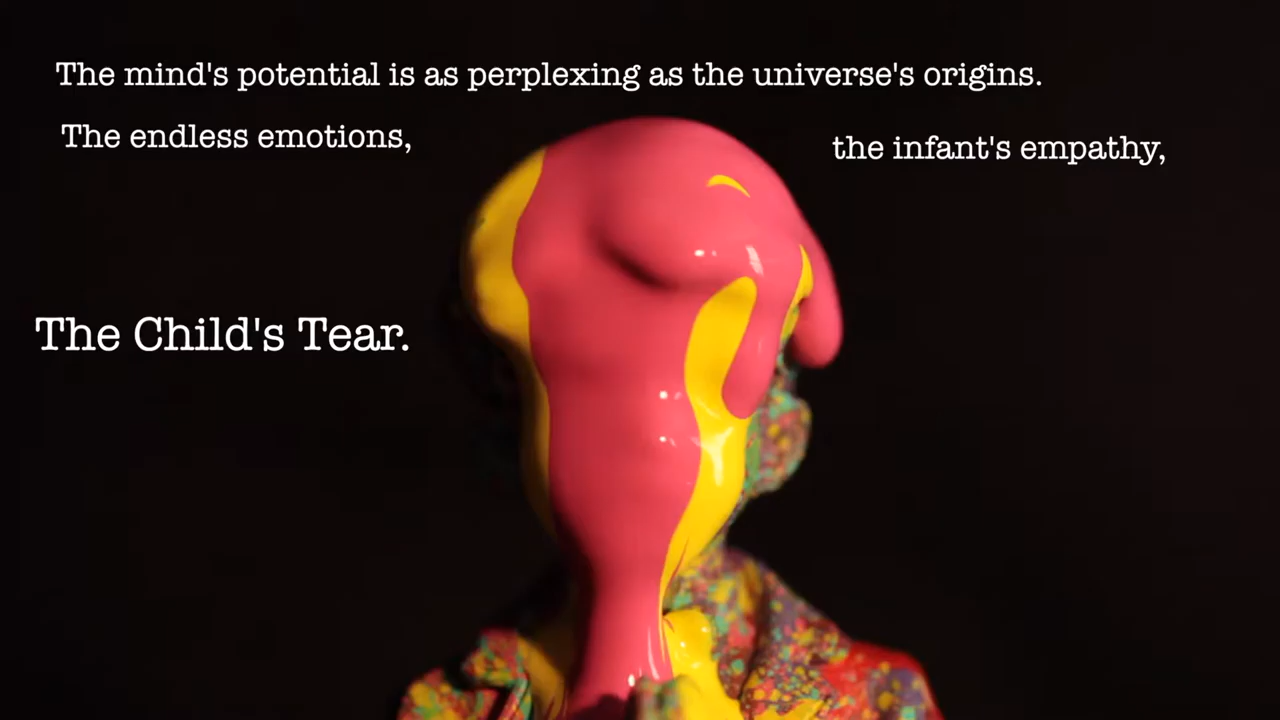 The mind's potential is as perplexing as the universe's origins.
The endless emotions,
the infant's empathy,
The Child's Tear.